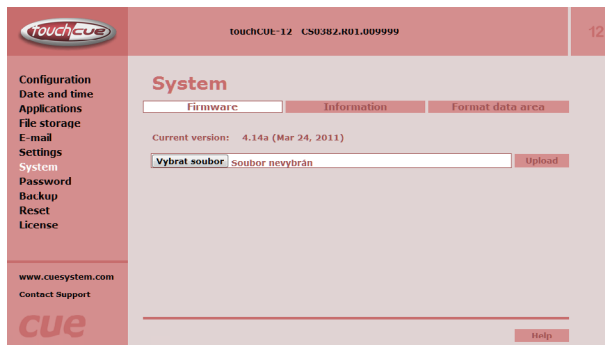 touchcue
touchCUE-12 CS0382.R01.009999
12
Configuration
Date and time
Applications
File storage
E-mail
Settings
System
Password
Backup
Reset
License
www.cuesystem.com
Contact Support
cue
System
Firmware Information Format data area
Current version: 4.14a (Mar 24, 2011)
Vybrat soubor Soubor nevybrán Upload
Help